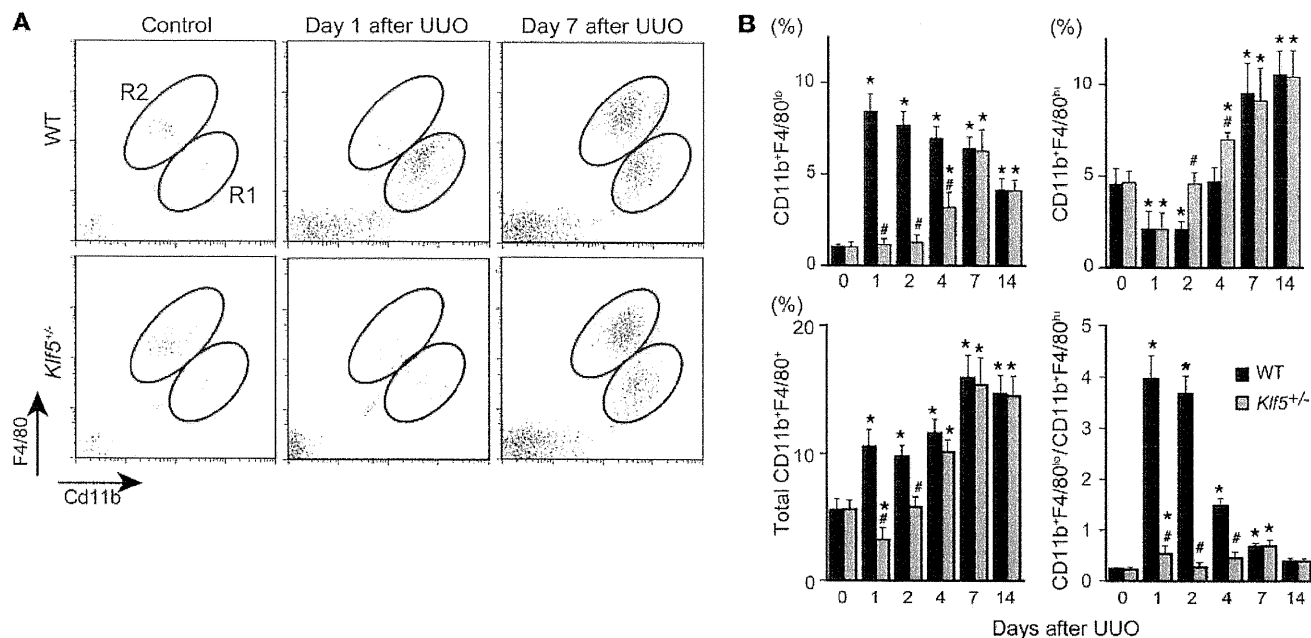 A
Control
Day 1 after UUO
Day 7 after UUO
WT
R2
R1
Klf5+/-
F4/80
Cd11b
B
(%)
CD11b+F4/80lo
10
5
0
* * * * * * *
# # #
0 1 2 4 7 14
(%)
CD11b+F4/80hi
10
5
0
* * * * * * * *
# #
0 1 2 4 7 14
(%)
Total CD11b+F4/80+
20
10
0
* * * * * * * * *
# #
0 1 2 4 7 14
CD11b+F4/80lo/CD11b+F4/80hi
5
4
3
2
1
0
* * * * * *
# # #
0 1 2 4 7 14
WT
Klf5+/-
Days after UUO